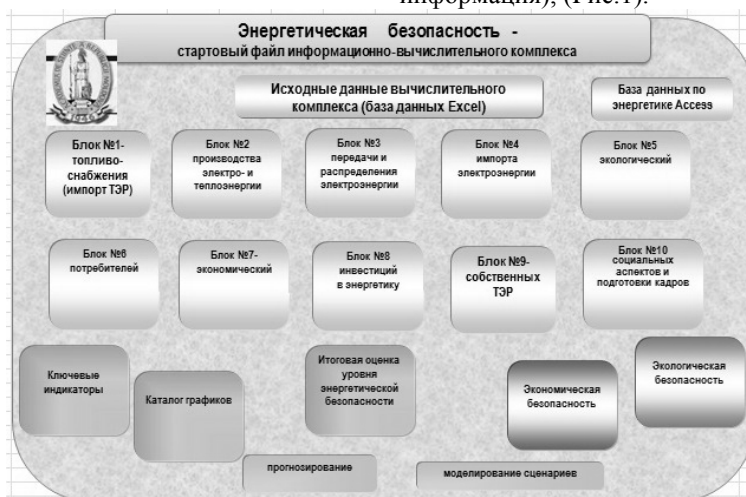 информация), (Рис.1).
Энергетическая безопасность -
стартовый файл информационно-вычислительного комплекса
Исходные данные вычислительного
комплекса (база данных Excel)
База данных по
энергетике Access
Блок №1-
топливо-
снабжения
(импорт ТЭР)
Блок №2
производства
электро- и
теплоэнергии
Блок №3
передачи и
распределения
электроэнергии
Блок №4
импорта
электроэнергии
Блок №5
экологический
Блок №6
потребителей
Блок №7-
экономический
Блок №8
инвестиций
в энергетику
Блок №9-
собственных
ТЭР
Блок №10
социальных
аспектов и
подготовки кадров
Ключевые
индикаторы
Каталог графиков
Итоговая оценка
уровня
энергетической
безопасности
Экономическая
безопасность
Экологическая
безопасность
прогнозирование
моделирование сценариев